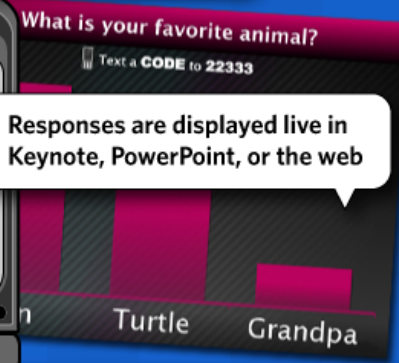 What is your favorite animal?
Text a CODE to 22333
Responses are displayed live in
Keynote, PowerPoint, or the web
n Turtle Grandpa